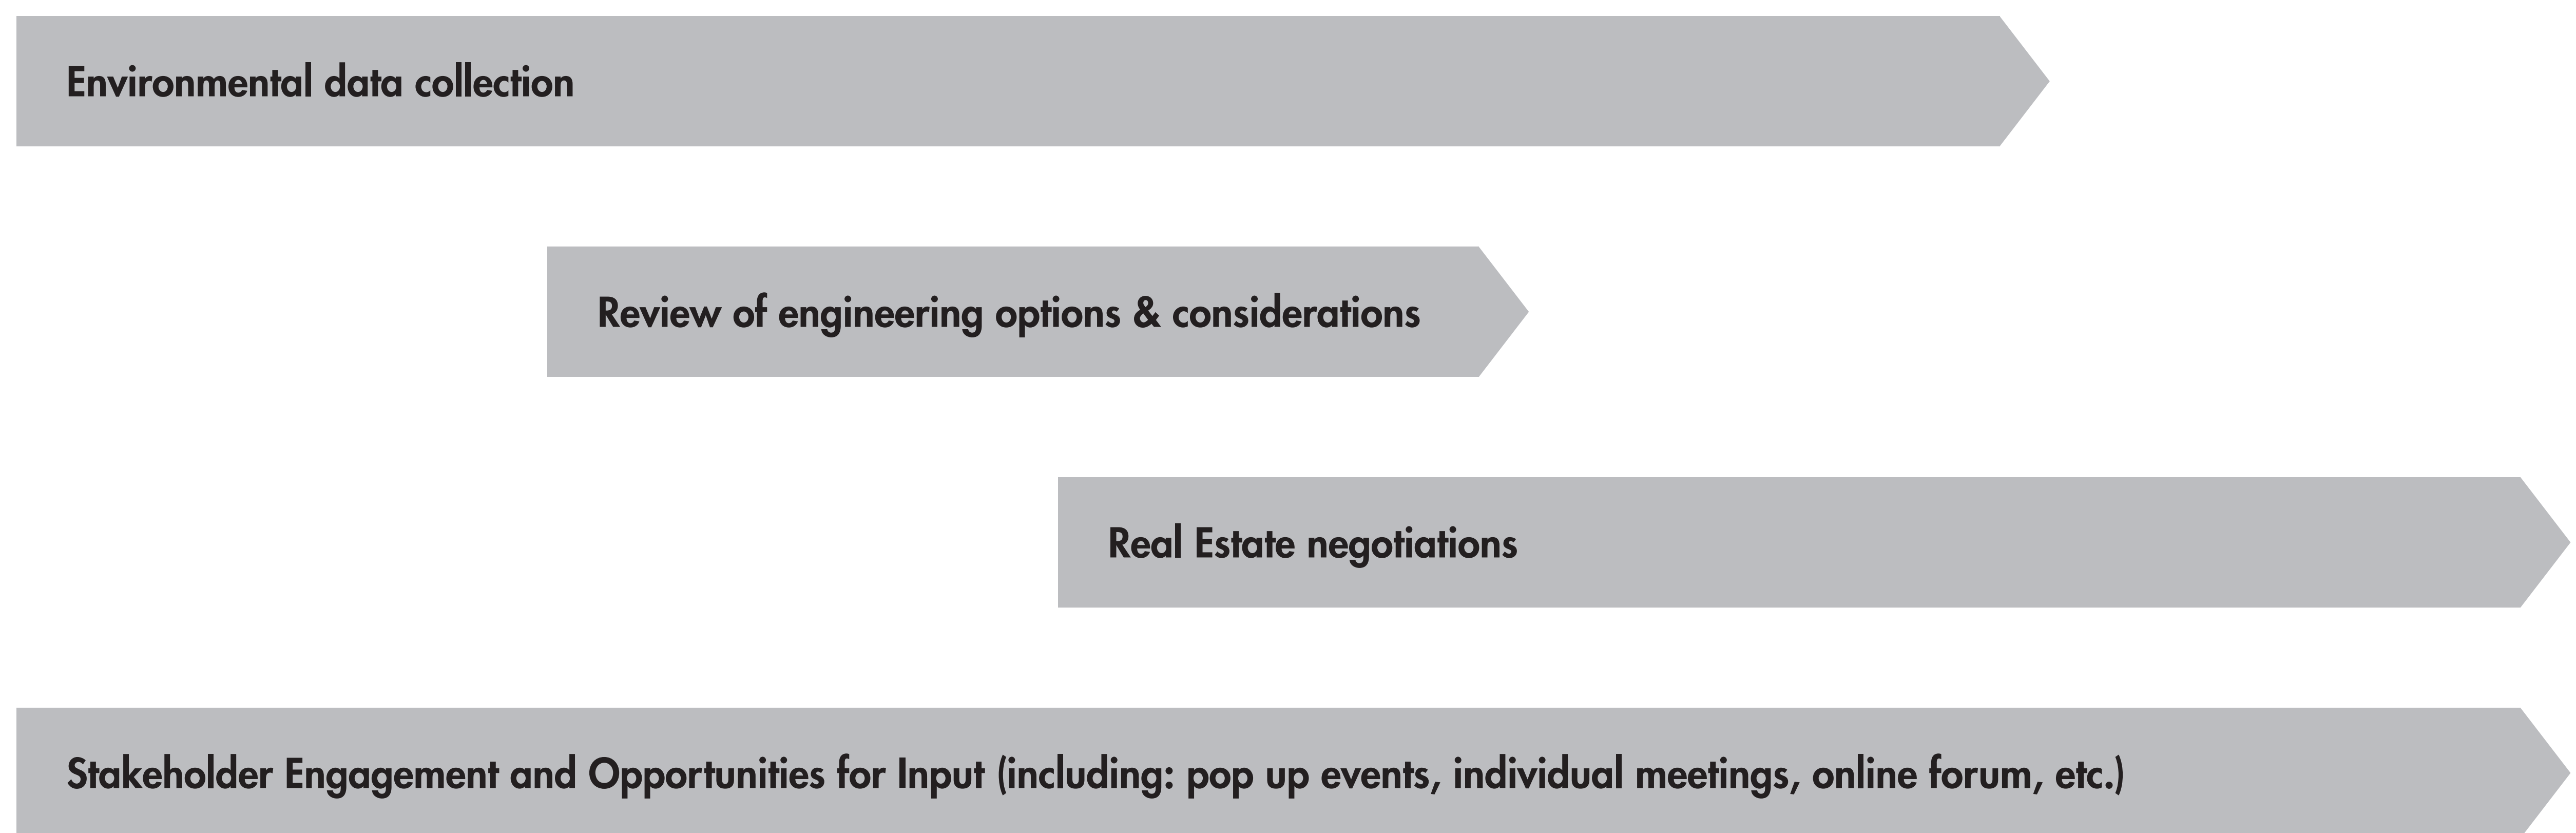 Environmental data collection
Review of engineering options & considerations
Real Estate negotiations
Stakeholder Engagement and Opportunities for Input (including: pop up events, individual meetings, online forum, etc.)